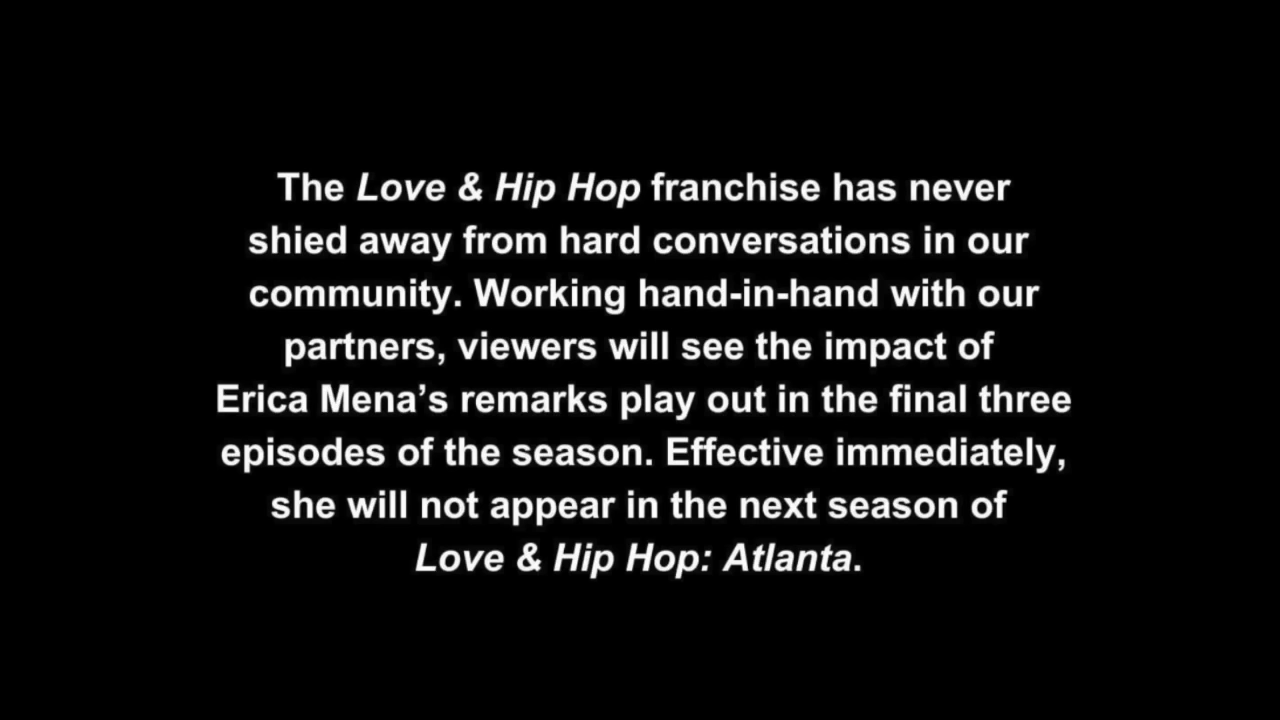 The Love & Hip Hop franchise has never
shied away from hard conversations in our
community. Working hand-in-hand with our
partners, viewers will see the impact of
Erica Mena’s remarks play out in the final three
episodes of the season. Effective immediately,
she will not appear in the next season of
Love & Hip Hop: Atlanta.